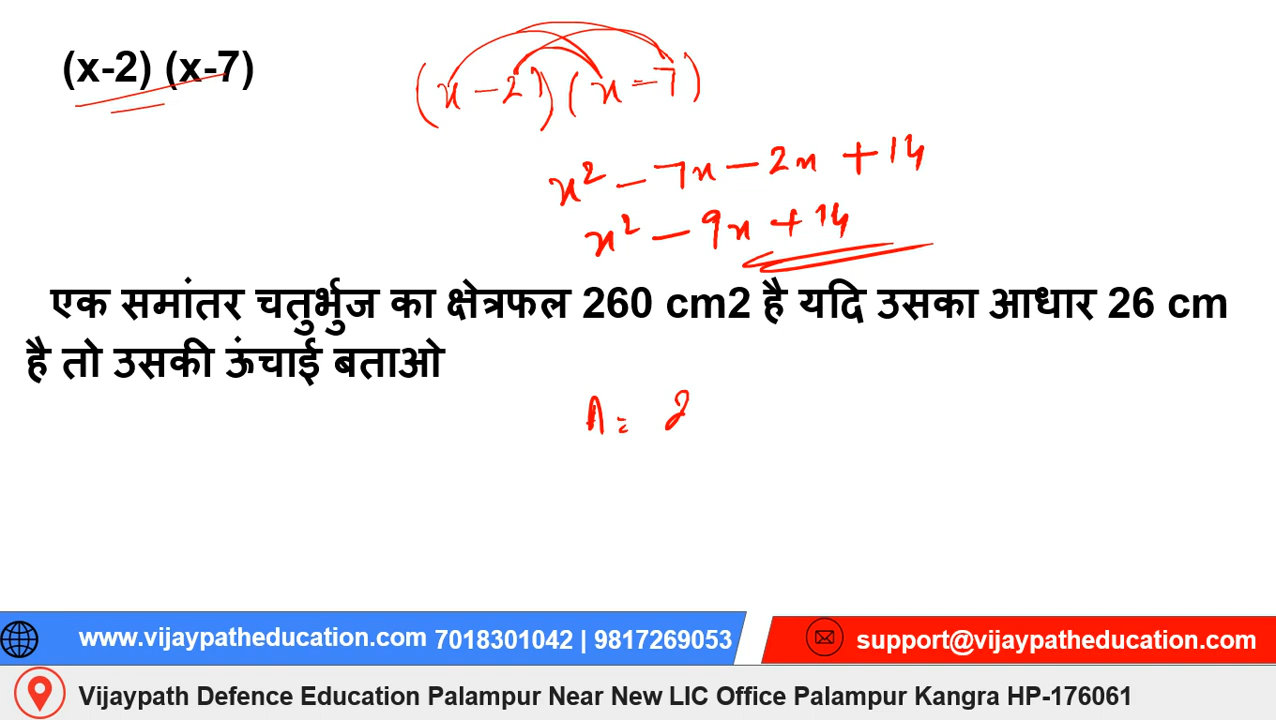 (x-2) (x-7)
(x - 2) (x - 7)
x² - 7x - 2x + 14
x² - 9x + 14
एक समांतर चतुर्भुज का क्षेत्रफल 260 cm2 है यदि उसका आधार 26 cm
है तो उसकी ऊंचाई बताओ
A =
www.vijaypatheducation.com 7018301042 | 9817269053
support@vijaypatheducation.com
Vijaypath Defence Education Palampur Near New LIC Office Palampur Kangra HP-176061